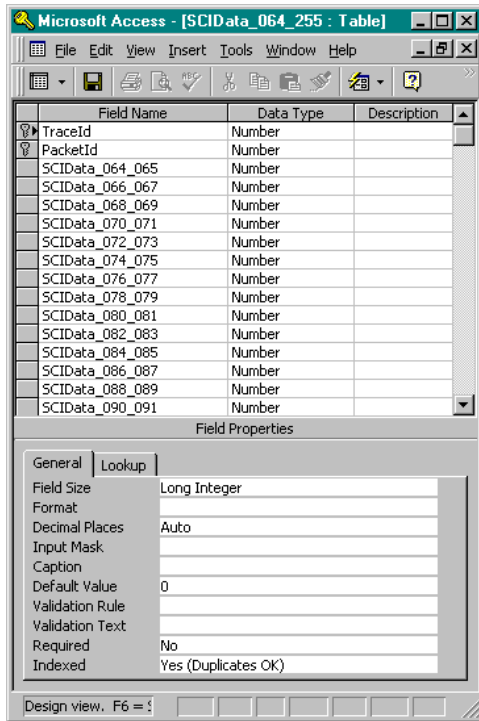 Microsoft Access - [SCIData_064_255 : Table]
File Edit View Insert Tools Window Help
Field Name Data Type Description
TraceId Number
PacketId Number
SCIData_064_065 Number
SCIData_066_067 Number
SCIData_068_069 Number
SCIData_070_071 Number
SCIData_072_073 Number
SCIData_074_075 Number
SCIData_076_077 Number
SCIData_078_079 Number
SCIData_080_081 Number
SCIData_082_083 Number
SCIData_084_085 Number
SCIData_086_087 Number
SCIData_088_089 Number
SCIData_090_091 Number
Field Properties
General Lookup
Field Size Long Integer
Format
Decimal Places Auto
Input Mask
Caption
Default Value 0
Validation Rule
Validation Text
Required No
Indexed Yes (Duplicates OK)
Design view. F6 =